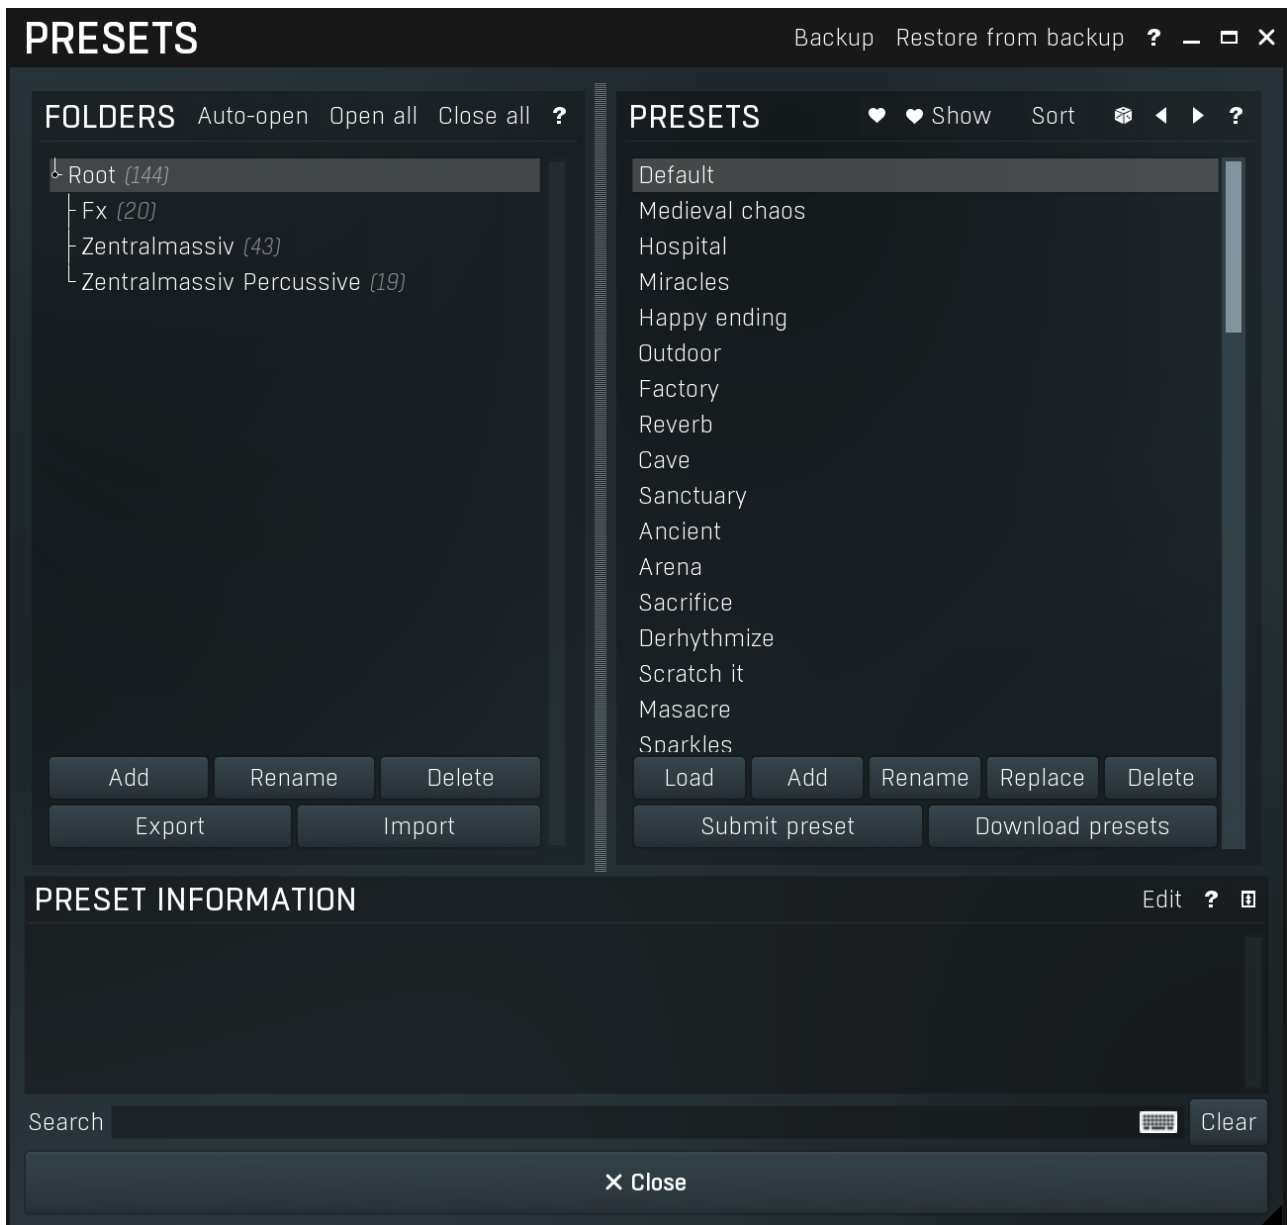 PRESETS Backup Restore from backup ?
FOLDERS Auto-open Open all Close all ?
Root (144)
Fx (20)
Zentralmassiv (43)
Zentralmassiv Percussive (19)
Add Rename Delete
Export Import
PRESETS Show Sort ?
Default
Medieval chaos
Hospital
Miracles
Happy ending
Outdoor
Factory
Reverb
Cave
Sanctuary
Ancient
Arena
Sacrifice
Derhythmize
Scratch it
Masacre
Sparkles
Load Add Rename Replace Delete
Submit preset Download presets
PRESET INFORMATION Edit ?
Search Clear
Close